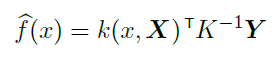 f̂(x) = k(x, X)ᵀK⁻¹Y